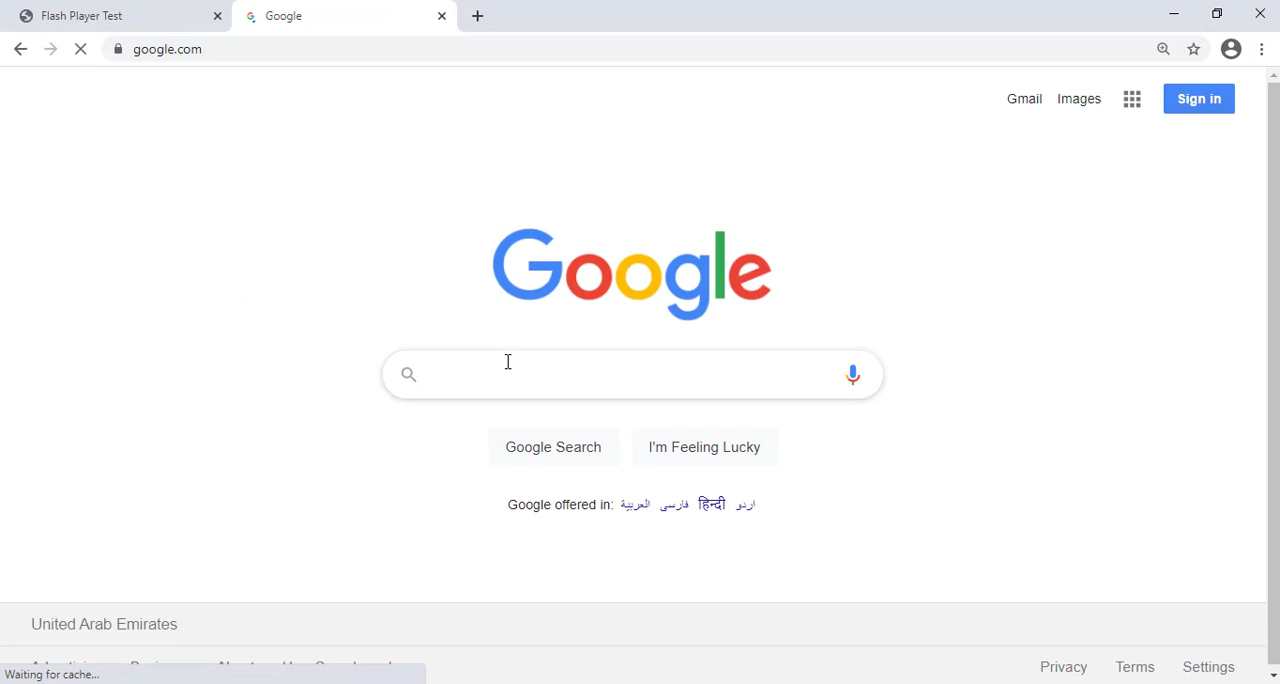 Flash Player Test
Google
google.com
Gmail Images
Sign in
Google
Google Search
I'm Feeling Lucky
Google offered in: العربية فارسی हिन्दी اردو
United Arab Emirates
Privacy Terms Settings
Waiting for cache...